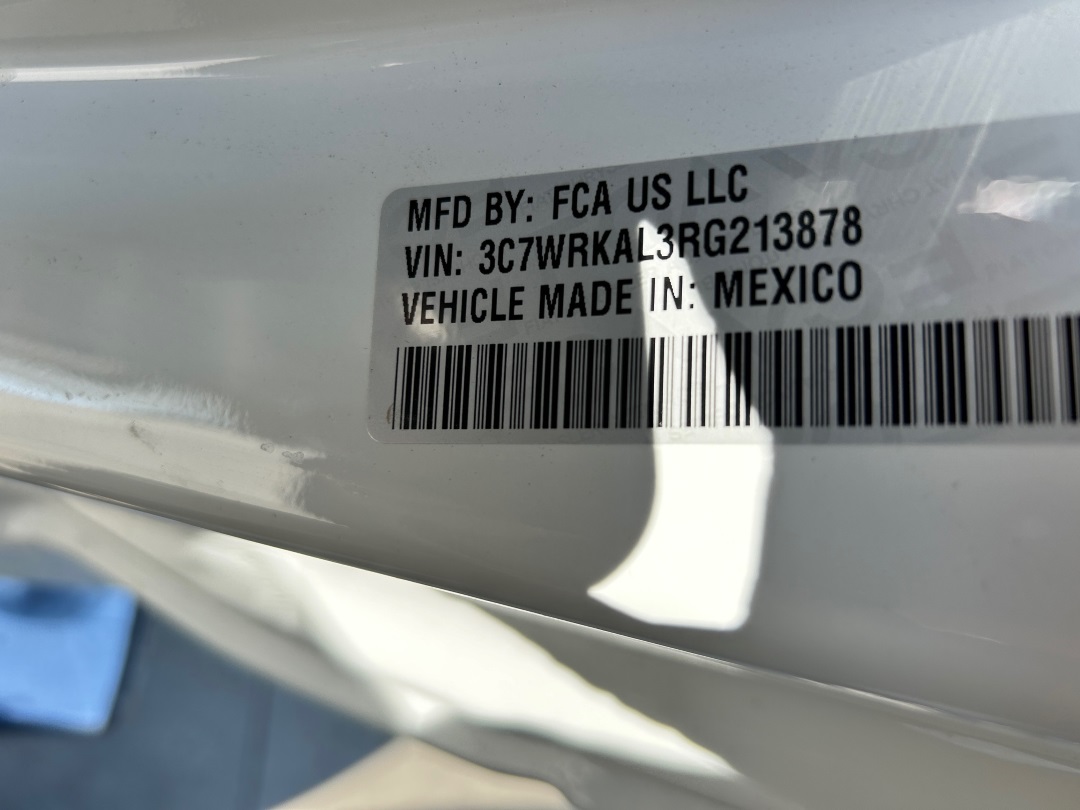 MFD BY: FCA US LLC
VIN: 3C7WRKAL3RG213878
VEHICLE MADE IN: MEXICO